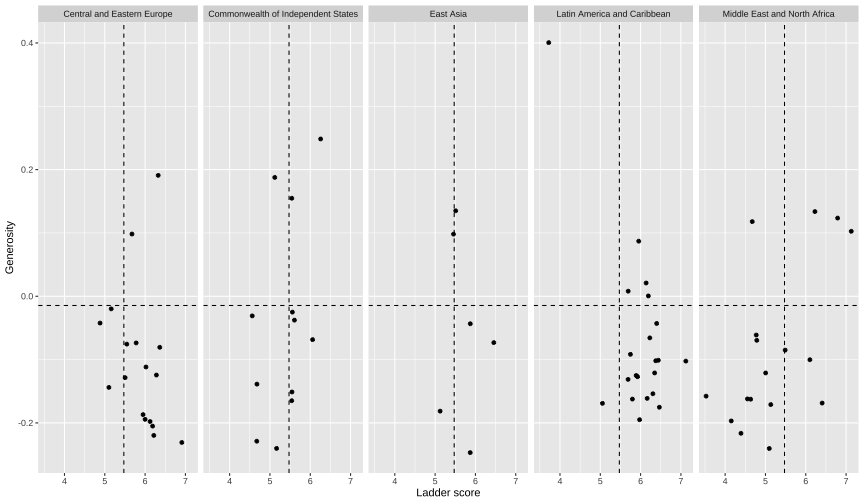 Central and Eastern Europe
Commonwealth of Independent States
East Asia
Latin America and Caribbean
Middle East and North Africa
0.4
0.2
0.0
-0.2
Generosity
4 5 6 7
4 5 6 7
4 5 6 7
4 5 6 7
4 5 6 7
Ladder score